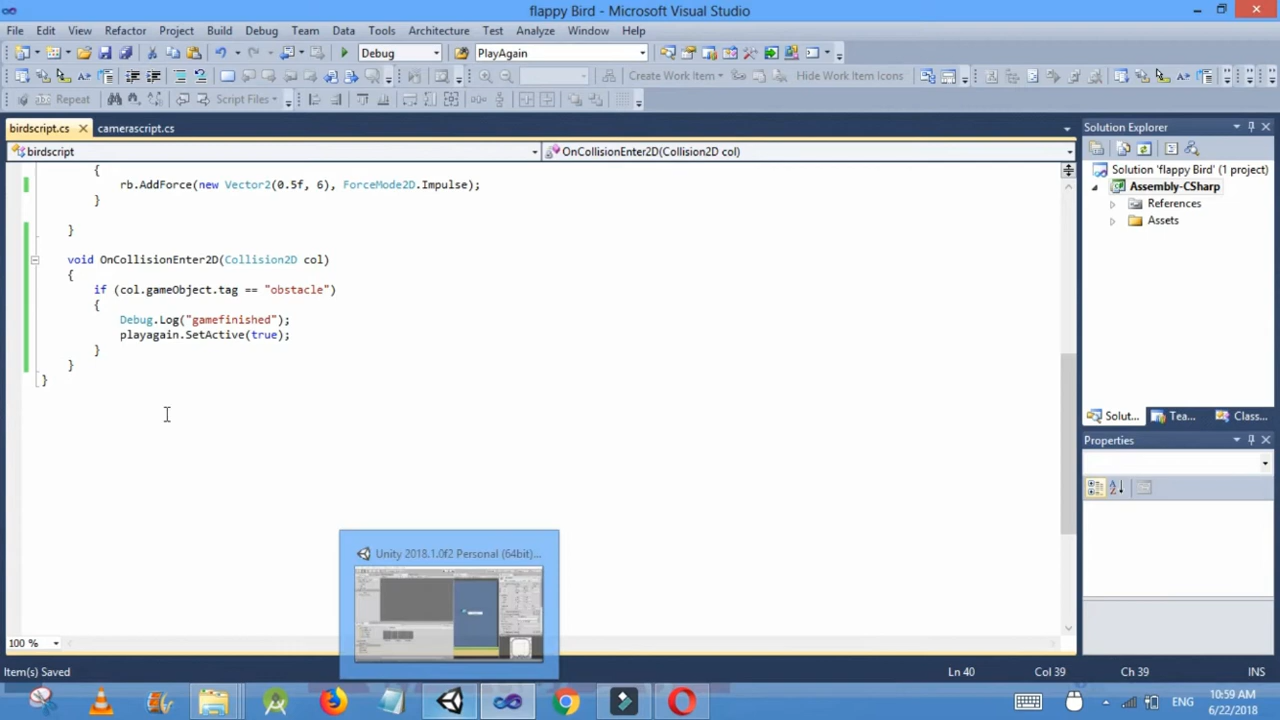 flappy Bird - Microsoft Visual Studio
File Edit View Refactor Project Build Debug Team Data Tools Architecture Test Analyze Window Help
Debug PlayAgain
Create Work Item Hide Work Item Icons
Repeat Script Files
birdscript.cs camerascript.cs
birdscript OnCollisionEnter2D(Collision2D col)
{
rb.AddForce(new Vector2(0.5f, 6), ForceMode2D.Impulse);
}
}
void OnCollisionEnter2D(Collision2D col)
{
if (col.gameObject.tag == "obstacle")
{
Debug.Log("gamefinished");
playagain.SetActive(true);
}
}
}
Solution Explorer
Solution 'flappy Bird' (1 project)
Assembly-CSharp
References
Assets
Solut... Tea... Class...
Properties
Unity 2018.1.0f2 Personal (64bit)...
100 %
Item(s) Saved Ln 40 Col 39 Ch 39 INS
ENG 10:59 AM
6/22/2018